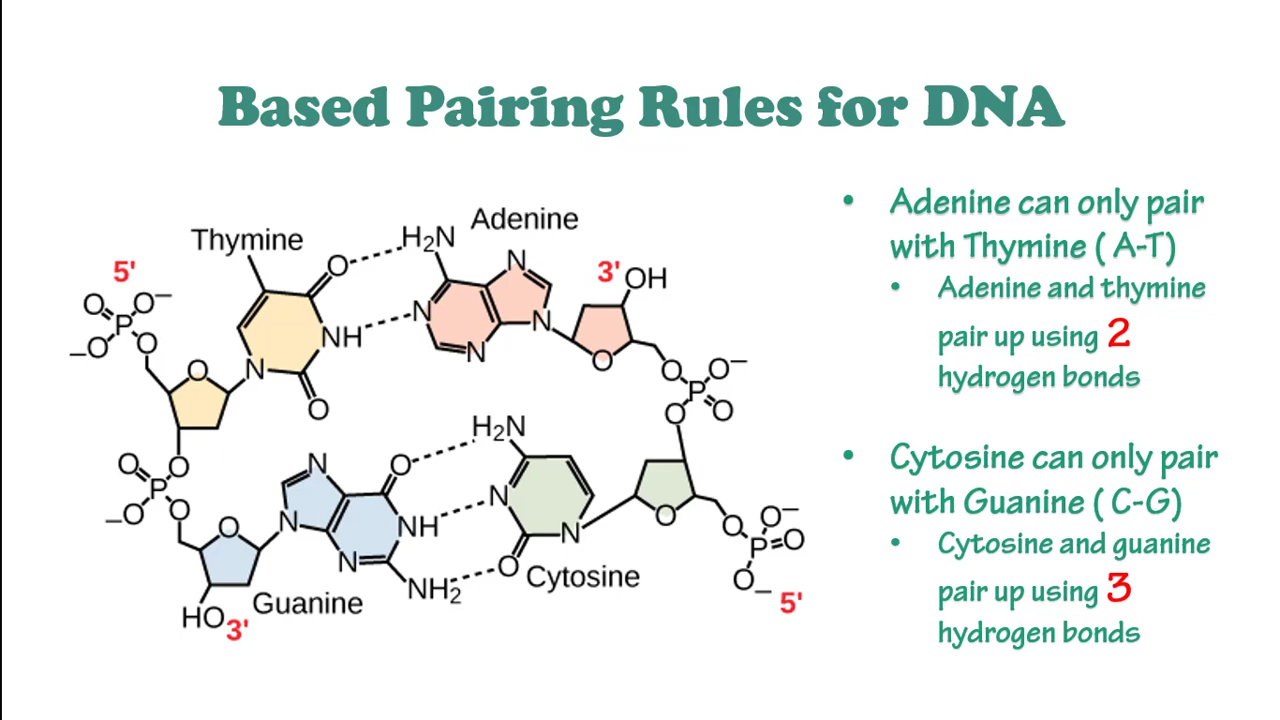 Based Pairing Rules for DNA
Thymine
Adenine
H₂N
O
5'
3'
OH
N
O
O–
P
–O
O
N
NH
N
N
N
O
O
N
O
O
O–
P
O
O
H₂N
O
P
O
–O
O
N
O
N
NH
N
N
O
N
O
N
O
O–
P
O
O
O–
5'
NH₂
Cytosine
Guanine
HO
3'
• Adenine can only pair
with Thymine ( A-T)
• Adenine and thymine
pair up using 2
hydrogen bonds
• Cytosine can only pair
with Guanine ( C-G)
• Cytosine and guanine
pair up using 3
hydrogen bonds